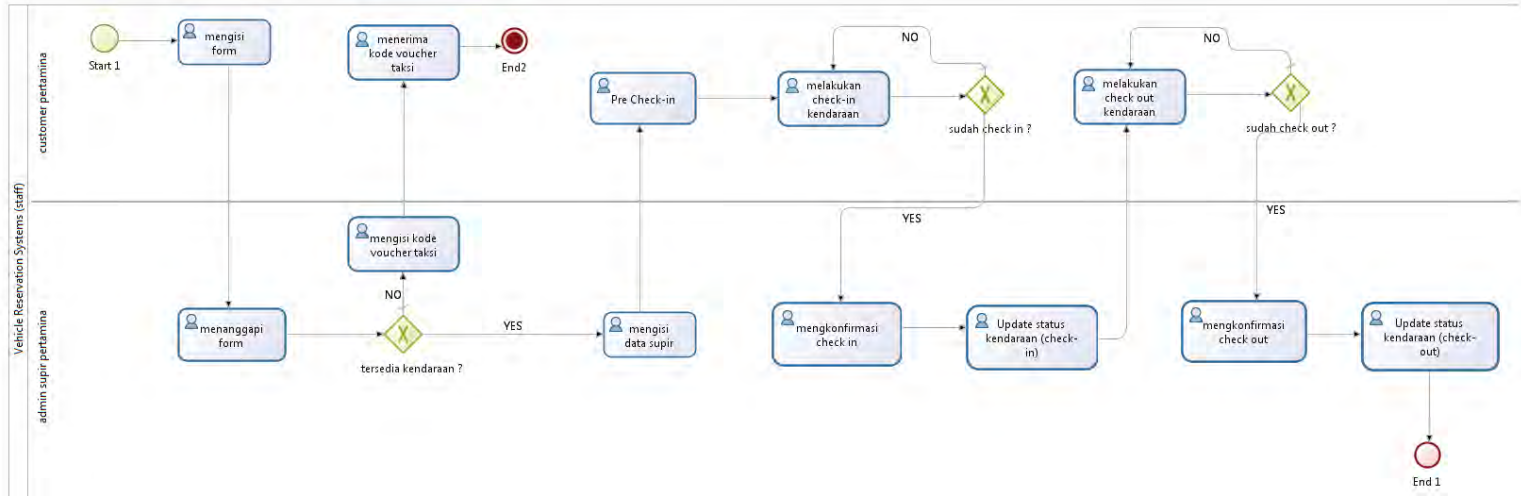 Vehicle Reservation Systems (staff)
customer pertamina
Start 1
mengisi
form
menerima
kode voucher
taksi
End2
Pre Check-in
melakukan
check-in
kendaraan
NO
sudah check in ?
melakukan
check out
kendaraan
NO
sudah check out ?
admin supir pertamina
menanggapi
form
mengisi kode
voucher taksi
NO
tersedia kendaraan ?
YES
mengisi
data supir
YES
mengkonfirmasi
check in
Update status
kendaraan (check-
in)
YES
mengkonfirmasi
check out
Update status
kendaraan (check-
out)
End 1